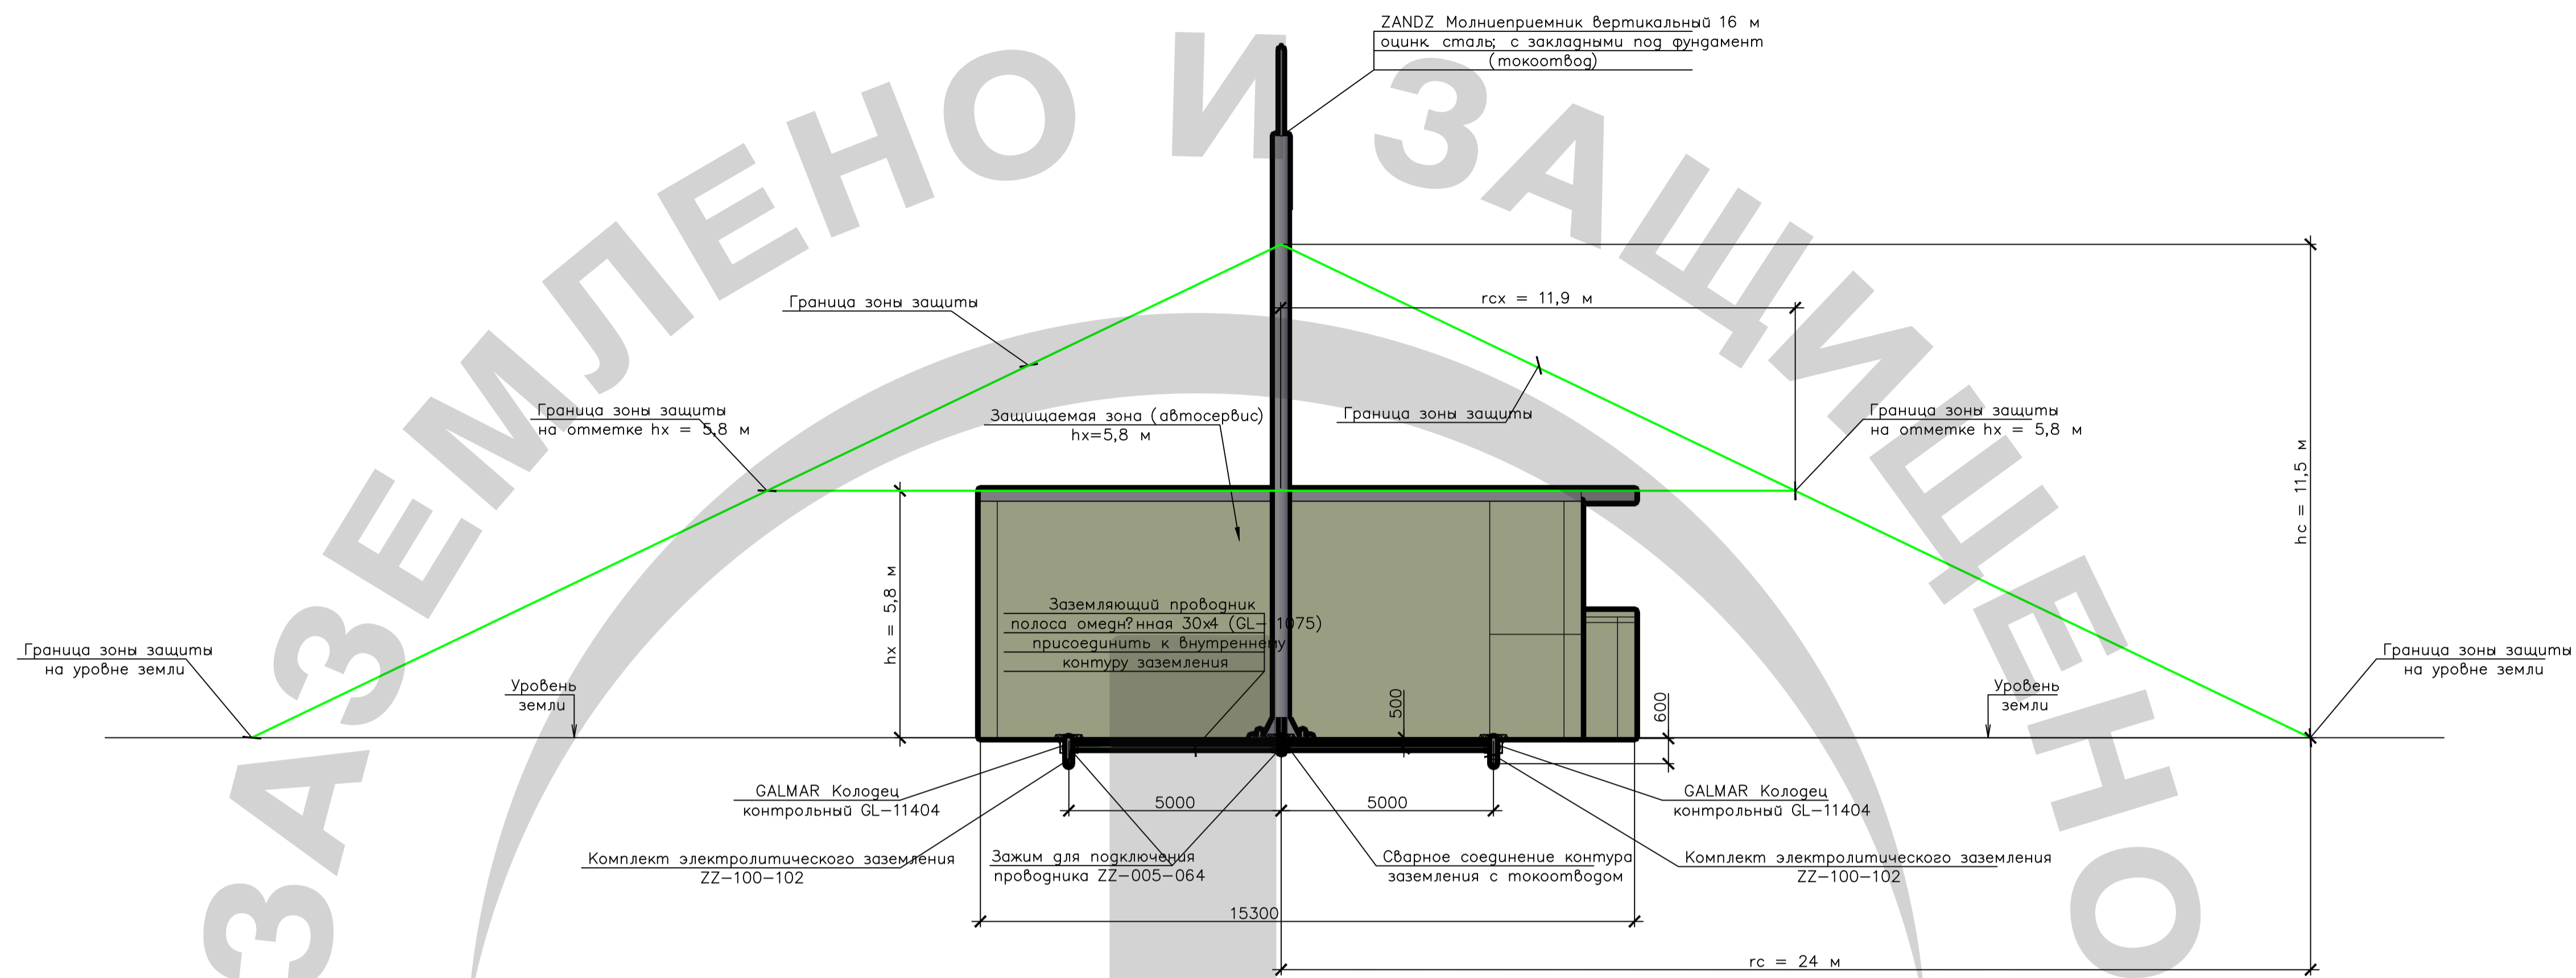 ЗАЗЕМЛЕНО И ЗАЩИЩЕНО
ZANDZ Молниеприемник вертикальный 16 м
оцинк. сталь; с закладными под фундамент
(токоотвод)
Граница зоны защиты
rcx = 11,9 м
Граница зоны защиты
на отметке hx = 5,8 м
Защищаемая зона (автосервис)
hx=5,8 м
Граница зоны защиты
Граница зоны защиты
на отметке hx = 5,8 м
hc = 11,5 м
hx = 5,8 м
Заземляющий проводник
полоса омедн?нная 30х4 (GL-11075)
присоединить к внутреннему
контуру заземления
Граница зоны защиты
на уровне земли
Уровень
земли
500
600
Уровень
земли
Граница зоны защиты
на уровне земли
GALMAR Колодец
контрольный GL-11404
5000
5000
GALMAR Колодец
контрольный GL-11404
Комплект электролитического заземления
ZZ-100-102
Зажим для подключения
проводника ZZ-005-064
Сварное соединение контура
заземления с токоотводом
Комплект электролитического заземления
ZZ-100-102
15300
rc = 24 м